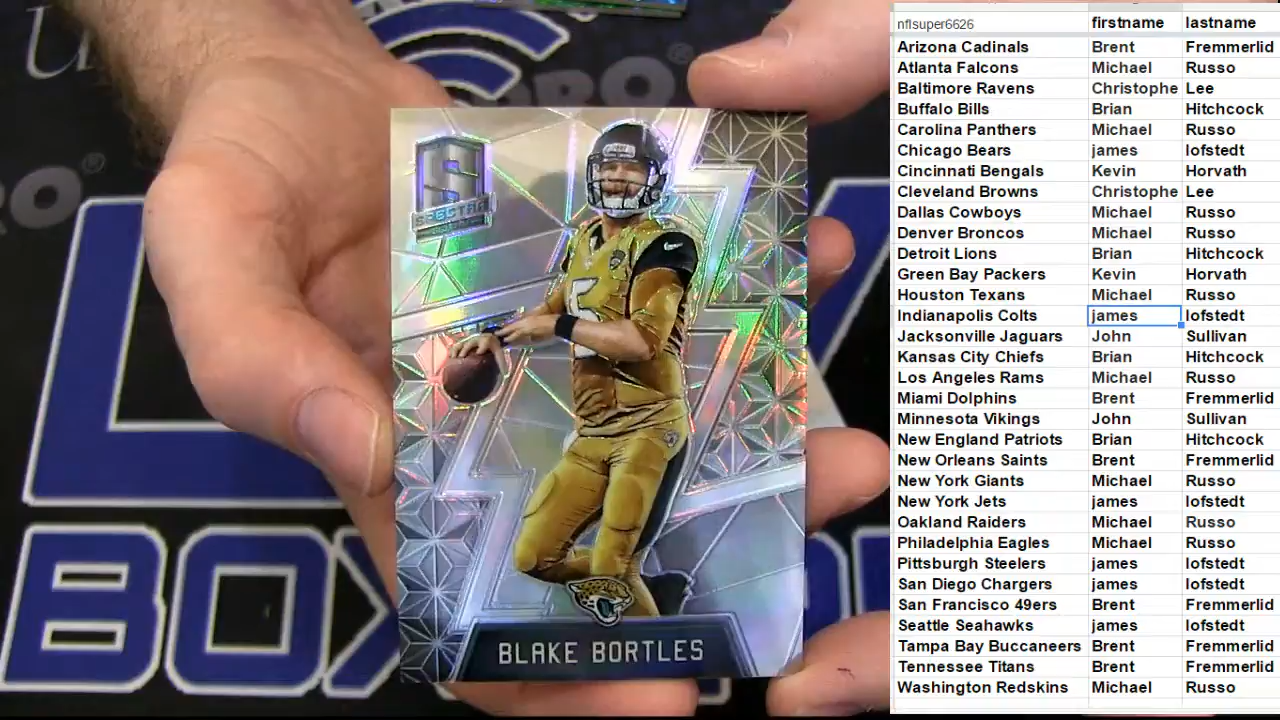 PRO®
S
SPECTRA
5
BLAKE BORTLES
BOX
nflsuper6626 firstname lastname
Arizona Cadinals Brent Fremmerlid
Atlanta Falcons Michael Russo
Baltimore Ravens Christophe Lee
Buffalo Bills Brian Hitchcock
Carolina Panthers Michael Russo
Chicago Bears james lofstedt
Cincinnati Bengals Kevin Horvath
Cleveland Browns Christophe Lee
Dallas Cowboys Michael Russo
Denver Broncos Michael Russo
Detroit Lions Brian Hitchcock
Green Bay Packers Kevin Horvath
Houston Texans Michael Russo
Indianapolis Colts james lofstedt
Jacksonville Jaguars John Sullivan
Kansas City Chiefs Brian Hitchcock
Los Angeles Rams Michael Russo
Miami Dolphins Brent Fremmerlid
Minnesota Vikings John Sullivan
New England Patriots Brian Hitchcock
New Orleans Saints Brent Fremmerlid
New York Giants Michael Russo
New York Jets james lofstedt
Oakland Raiders Michael Russo
Philadelphia Eagles Michael Russo
Pittsburgh Steelers james lofstedt
San Diego Chargers james lofstedt
San Francisco 49ers Brent Fremmerlid
Seattle Seahawks james lofstedt
Tampa Bay Buccaneers Brent Fremmerlid
Tennessee Titans Brent Fremmerlid
Washington Redskins Michael Russo